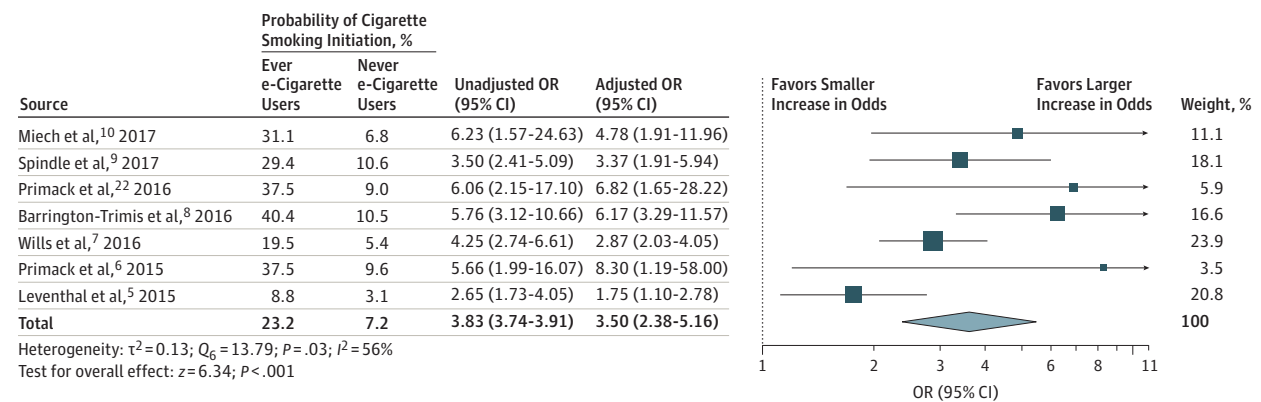 Probability of Cigarette
Smoking Initiation, %
Source
Ever
e-Cigarette
Users
Never
e-Cigarette
Users
Unadjusted OR
(95% CI)
Adjusted OR
(95% CI)
Favors Smaller
Increase in Odds
Favors Larger
Increase in Odds
Weight, %
Miech et al,10 2017 31.1 6.8 6.23 (1.57-24.63) 4.78 (1.91-11.96) 11.1
Spindle et al,9 2017 29.4 10.6 3.50 (2.41-5.09) 3.37 (1.91-5.94) 18.1
Primack et al,22 2016 37.5 9.0 6.06 (2.15-17.10) 6.82 (1.65-28.22) 5.9
Barrington-Trimis et al,8 2016 40.4 10.5 5.76 (3.12-10.66) 6.17 (3.29-11.57) 16.6
Wills et al,7 2016 19.5 5.4 4.25 (2.74-6.61) 2.87 (2.03-4.05) 23.9
Primack et al,6 2015 37.5 9.6 5.66 (1.99-16.07) 8.30 (1.19-58.00) 3.5
Leventhal et al,5 2015 8.8 3.1 2.65 (1.73-4.05) 1.75 (1.10-2.78) 20.8
Total 23.2 7.2 3.83 (3.74-3.91) 3.50 (2.38-5.16) 100
Heterogeneity: τ2=0.13; Q6=13.79; P=.03; I2=56%
Test for overall effect: z=6.34; P<.001
1 2 3 4 6 8 11
OR (95% CI)